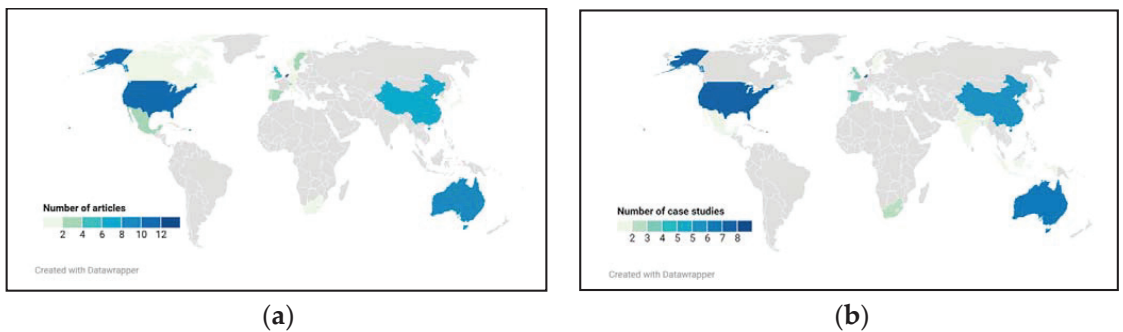 Number of articles
2 4 6 8 10 12
Created with Datawrapper
(a)
Number of case studies
2 3 4 5 5 6 7 8
Created with Datawrapper
(b)